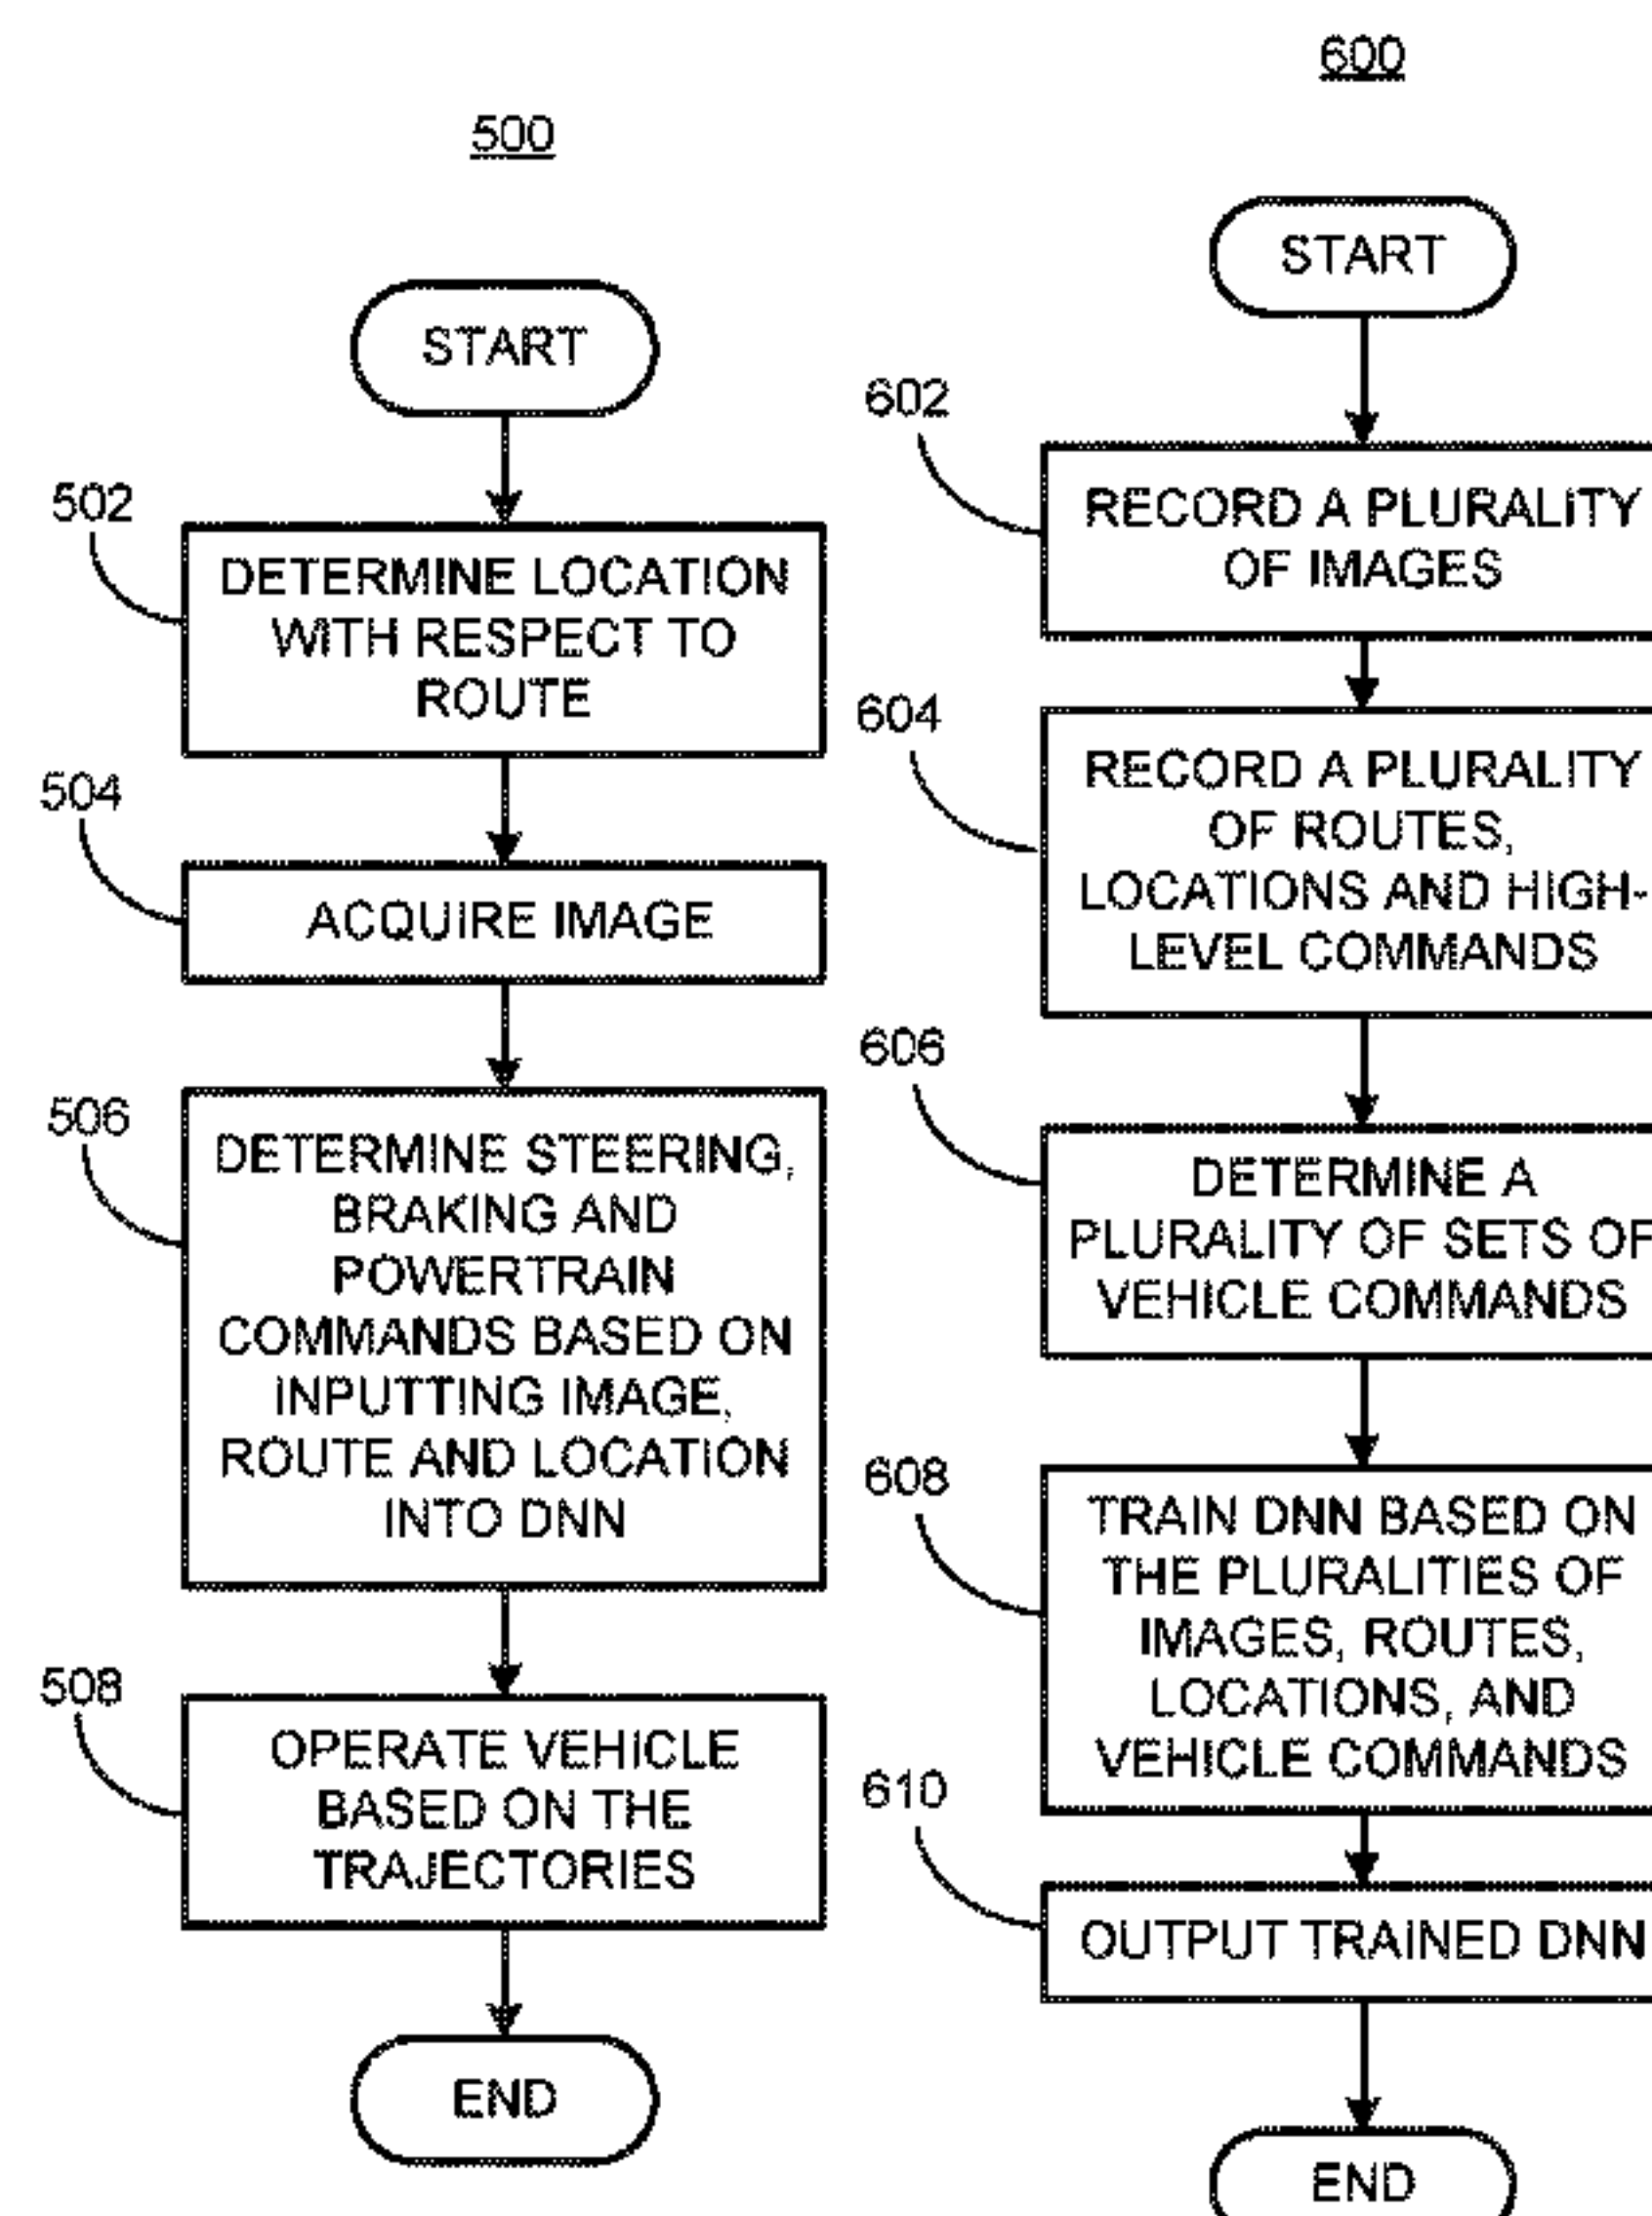 500
START
502
DETERMINE LOCATION
WITH RESPECT TO
ROUTE
504
ACQUIRE IMAGE
506
DETERMINE STEERING,
BRAKING AND
POWERTRAIN
COMMANDS BASED ON
INPUTTING IMAGE,
ROUTE AND LOCATION
INTO DNN
508
OPERATE VEHICLE
BASED ON THE
TRAJECTORIES
END
600
START
602
RECORD A PLURALITY
OF IMAGES
604
RECORD A PLURALITY
OF ROUTES,
LOCATIONS AND HIGH-
LEVEL COMMANDS
606
DETERMINE A
PLURALITY OF SETS OF
VEHICLE COMMANDS
608
TRAIN DNN BASED ON
THE PLURALITIES OF
IMAGES, ROUTES,
LOCATIONS, AND
VEHICLE COMMANDS
610
OUTPUT TRAINED DNN
END